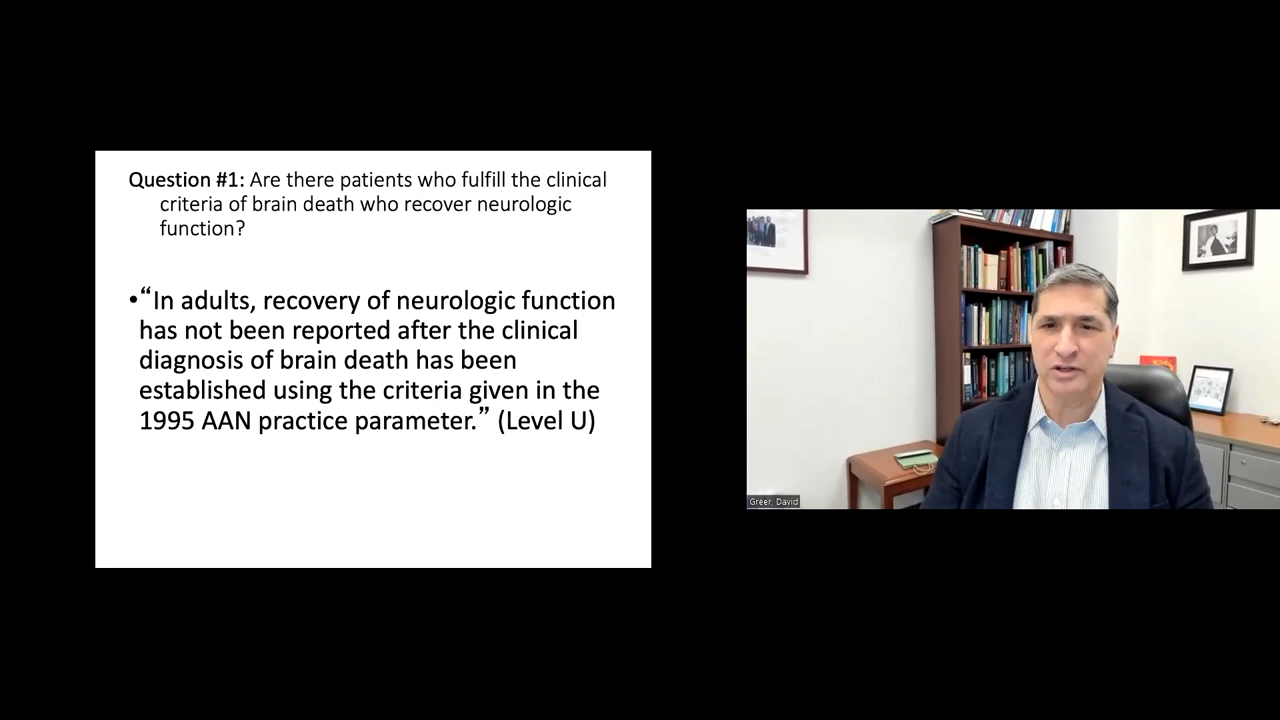 Question #1: Are there patients who fulfill the clinical
criteria of brain death who recover neurologic
function?
•“In adults, recovery of neurologic function
has not been reported after the clinical
diagnosis of brain death has been
established using the criteria given in the
1995 AAN practice parameter.” (Level U)
Greer, David